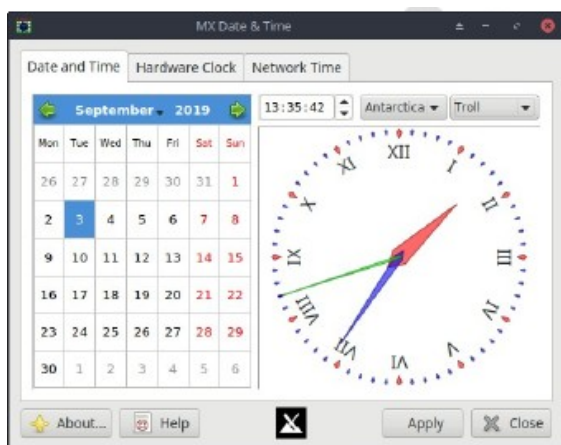 MX Date & Time
Date and Time Hardware Clock Network Time
September 2019
13:35:42 Antarctica Troll
Mon Tue Wed Thu Fri Sat Sun
26 27 28 29 30 31 1
2 3 4 5 6 7 8
9 10 11 12 13 14 15
16 17 18 19 20 21 22
23 24 25 26 27 28 29
30 1 2 3 4 5 6
XII
I
II
III
IV
V
VI
VII
VIII
IX
X
XI
About... Help Apply Close